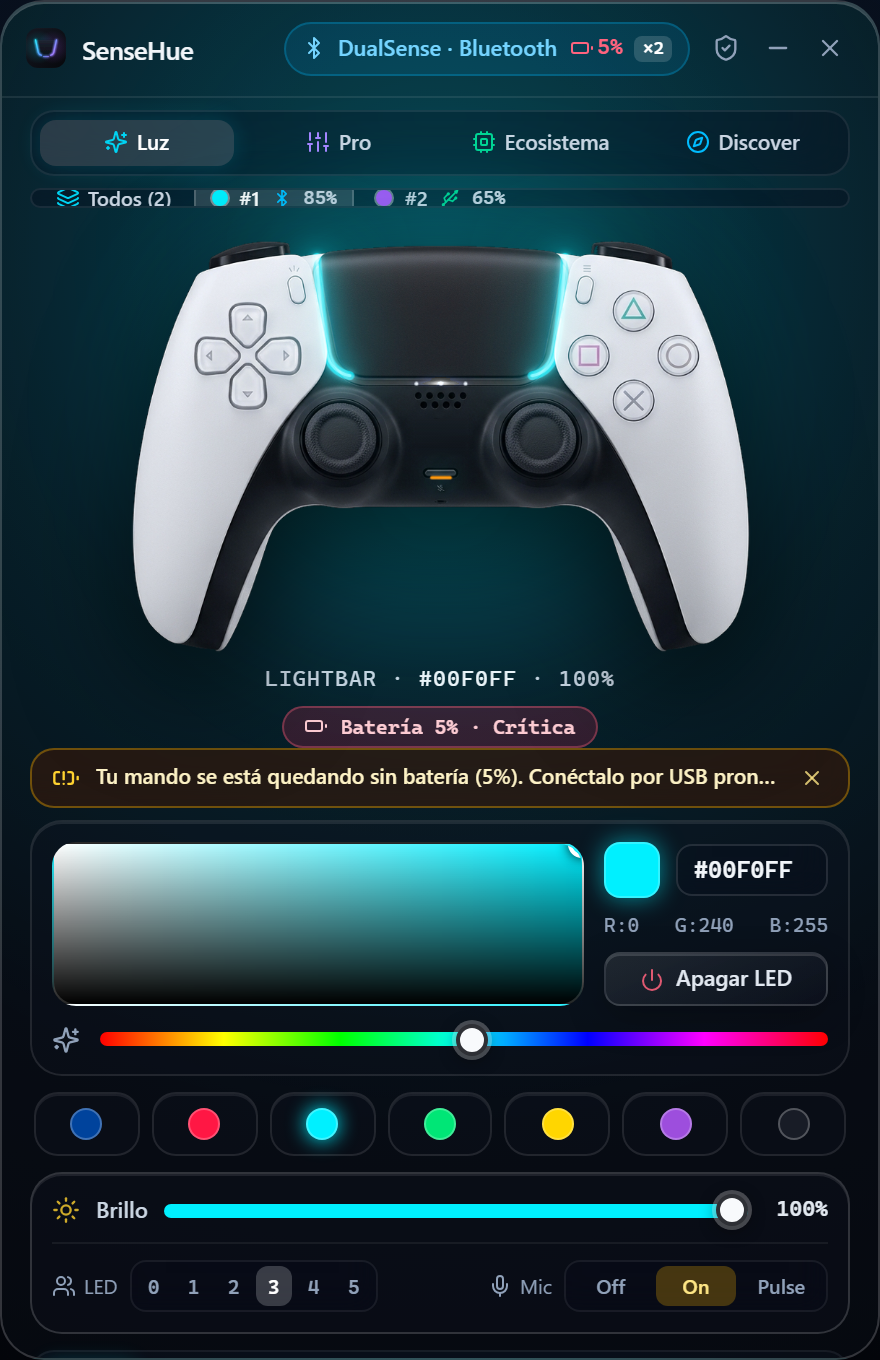 SenseHue
DualSense · Bluetooth 5% ×2
Luz Pro Ecosistema Discover
Todos (2) #1 85% #2 65%
LIGHTBAR · #00F0FF · 100%
Batería 5% · Crítica
Tu mando se está quedando sin batería (5%). Conéctalo por USB pron...
#00F0FF
R:0 G:240 B:255
Apagar LED
Brillo 100%
LED 0 1 2 3 4 5 Mic Off On Pulse